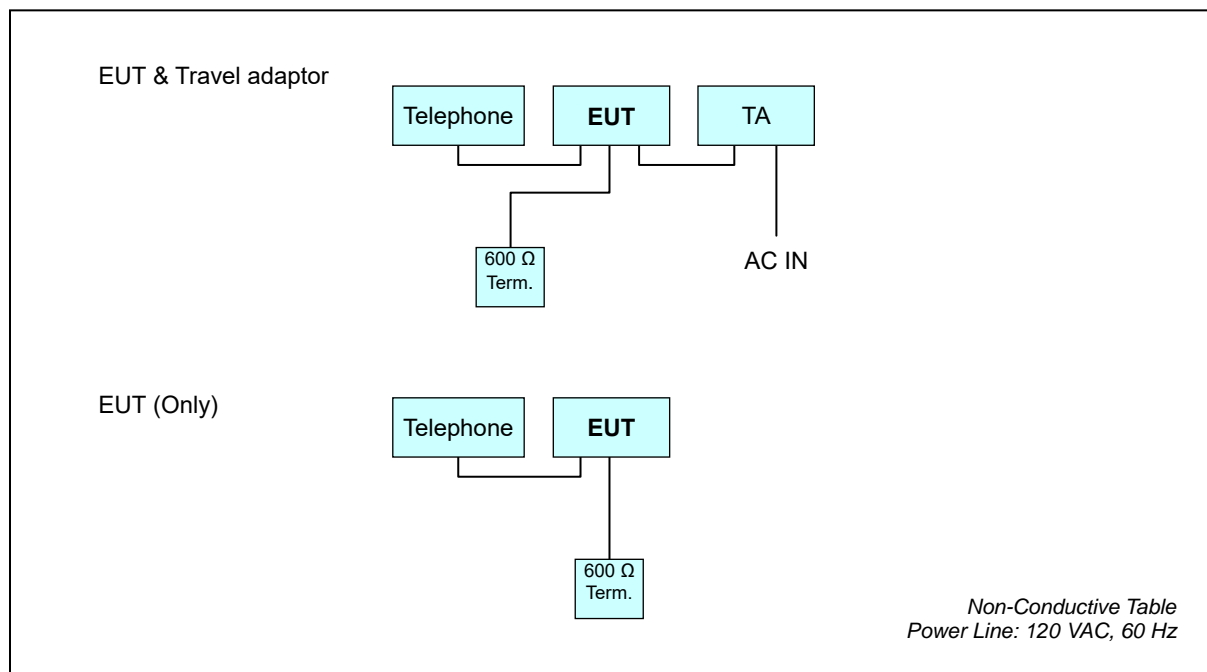 EUT & Travel adaptor
Telephone
EUT
TA
600 Ω
Term.
AC IN
EUT (Only)
Telephone
EUT
600 Ω
Term.
Non-Conductive Table
Power Line: 120 VAC, 60 Hz